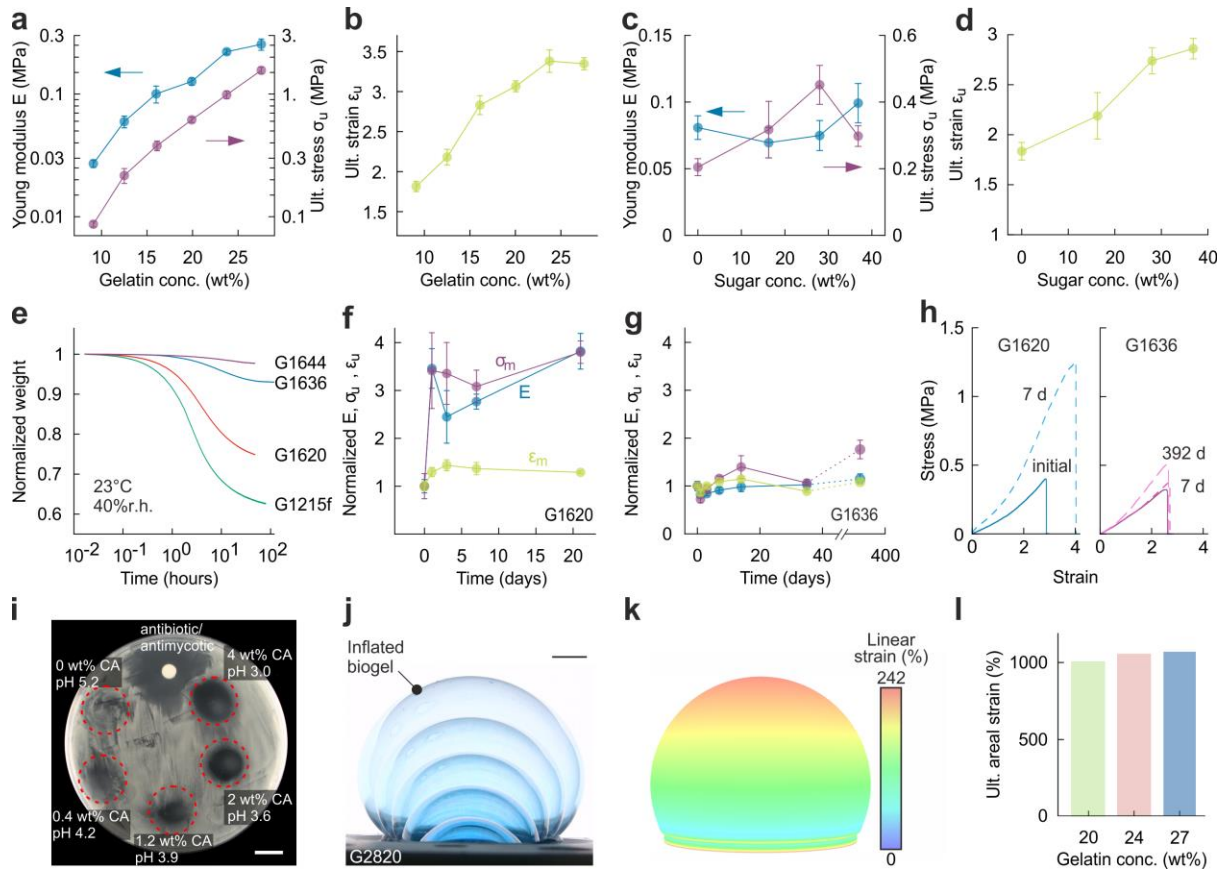 a
Young modulus E (MPa)
0.3
0.1
0.03
0.01
3.
1.
0.3
0.1
Ult. stress σu (MPa)
10 15 20 25
Gelatin conc. (wt%)
b
Ult. strain εu
3.5
3
2.5
2
1.5
10 15 20 25
Gelatin conc. (wt%)
c
Young modulus E (MPa)
0.15
0.1
0.05
0
0.6
0.4
0.2
0
Ult. stress σu (MPa)
0 10 20 30 40
Sugar conc. (wt%)
d
Ult. strain εu
3
2.5
2
1.5
1
0 10 20 30 40
Sugar conc. (wt%)
e
Normalized weight
1
0.9
0.8
0.7
0.6
G1644
G1636
G1620
G1215f
23°C
40%r.h.
10-2 10-1 100 101 102
Time (hours)
f
Normalized E, σu , εu
5
4
3
2
1
0
σm
E
εm
G1620
0 5 10 15 20
Time (days)
g
Normalized E, σu , εu
5
4
3
2
1
0
G1636
0 20 40 400
Time (days)
h
Stress (MPa)
1.5
1
0.5
0
G1620
7 d
initial
0 2 4
G1636
392 d
7 d
0 2 4
Strain
i
antibiotic/
antimycotic
0 wt% CA
pH 5.2
4 wt% CA
pH 3.0
0.4 wt% CA
pH 4.2
2 wt% CA
pH 3.6
1.2 wt% CA
pH 3.9
j
Inflated
biogel
G2820
k
Linear
strain (%)
242
0
l
Ult. areal strain (%)
1000
500
0
20 24 27
Gelatin conc. (wt%)